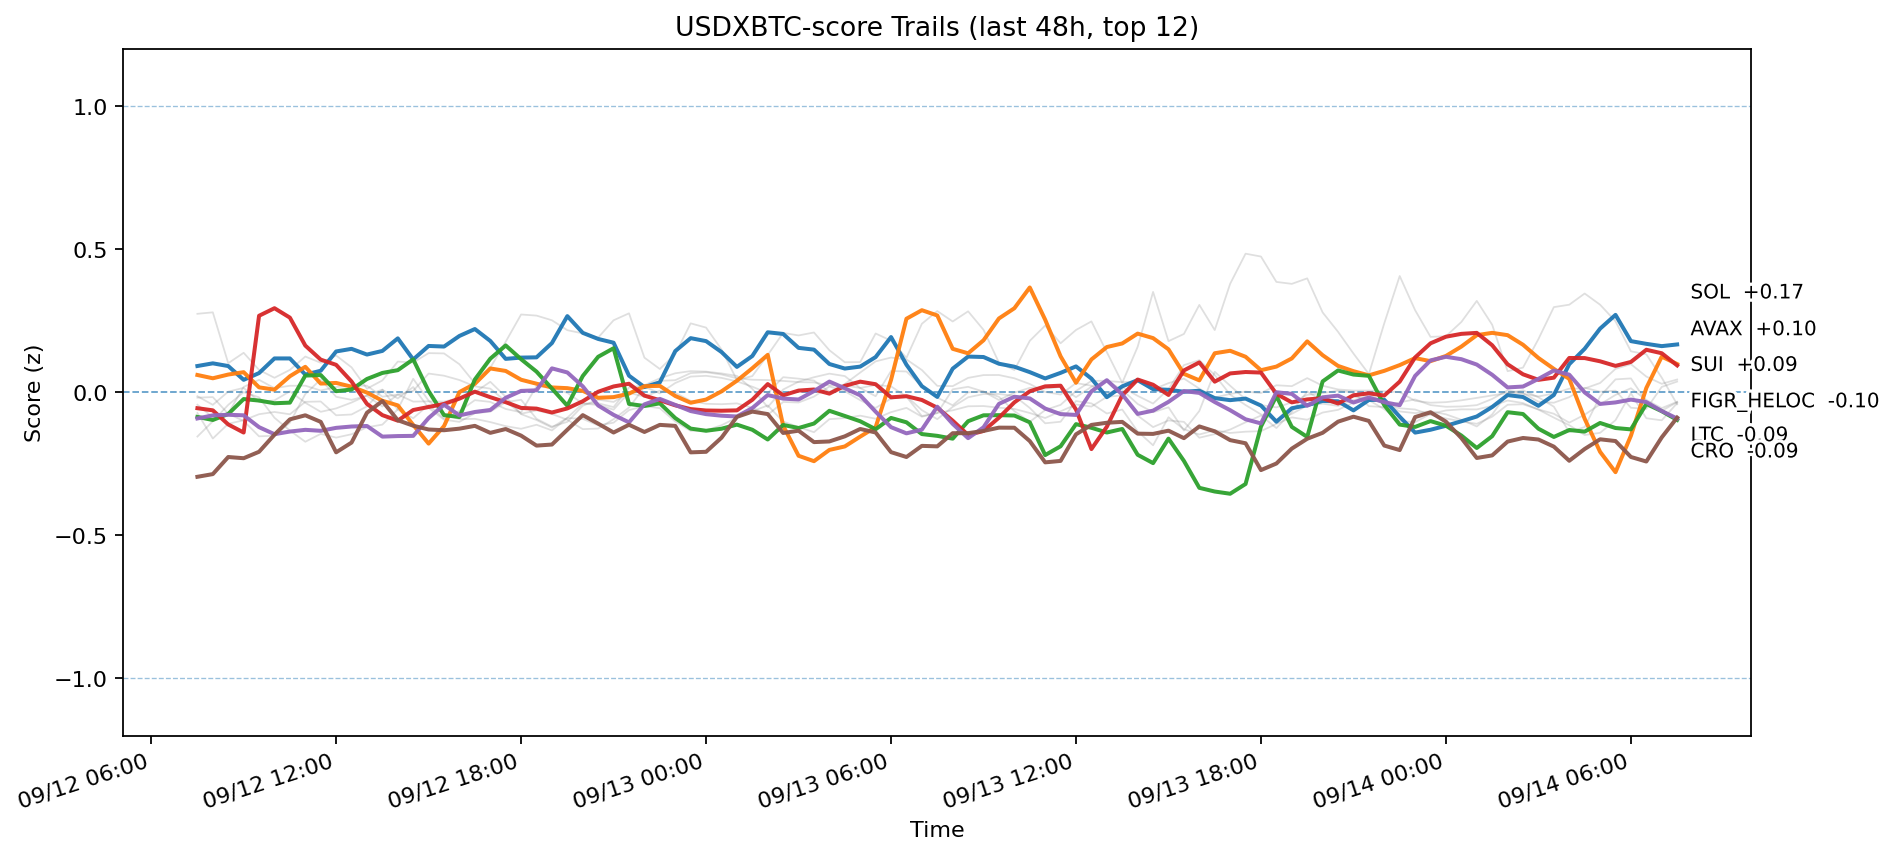 USDXBTC-score Trails (last 48h, top 12)
Score (z)
1.0
0.5
0.0
−0.5
−1.0
SOL +0.17
AVAX +0.10
SUI +0.09
FIGR_HELOC -0.10
LTC -0.09
CRO -0.09
09/12 06:00
09/12 12:00
09/12 18:00
09/13 00:00
09/13 06:00
09/13 12:00
09/13 18:00
09/14 00:00
09/14 06:00
Time